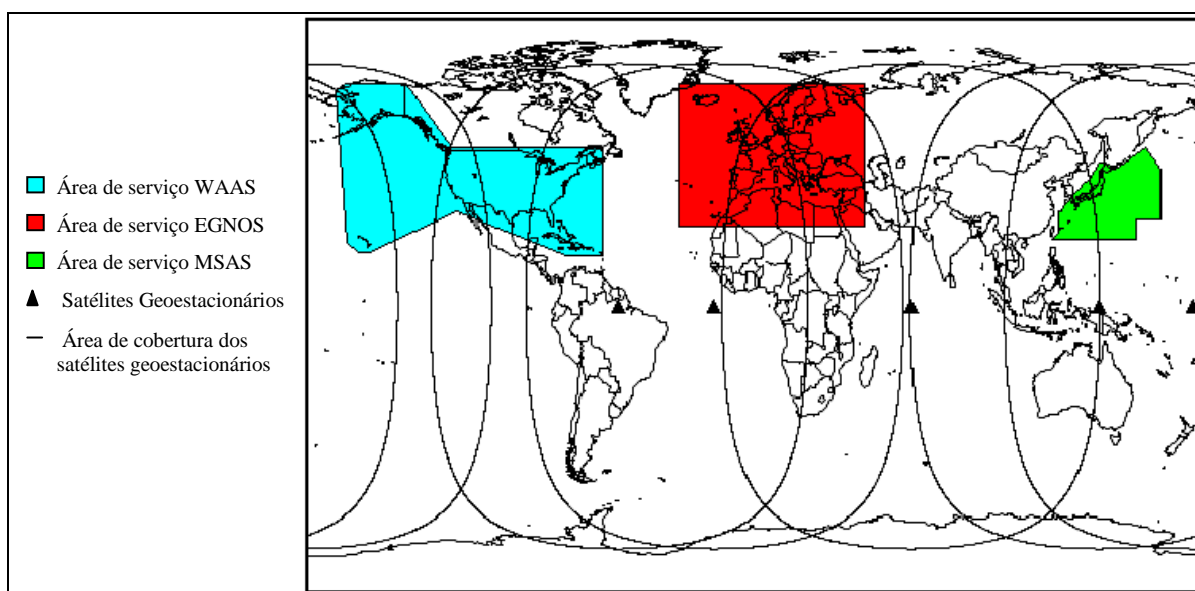 Área de serviço WAAS
Área de serviço EGNOS
Área de serviço MSAS
Satélites Geoestacionários
Área de cobertura dos
satélites geoestacionários